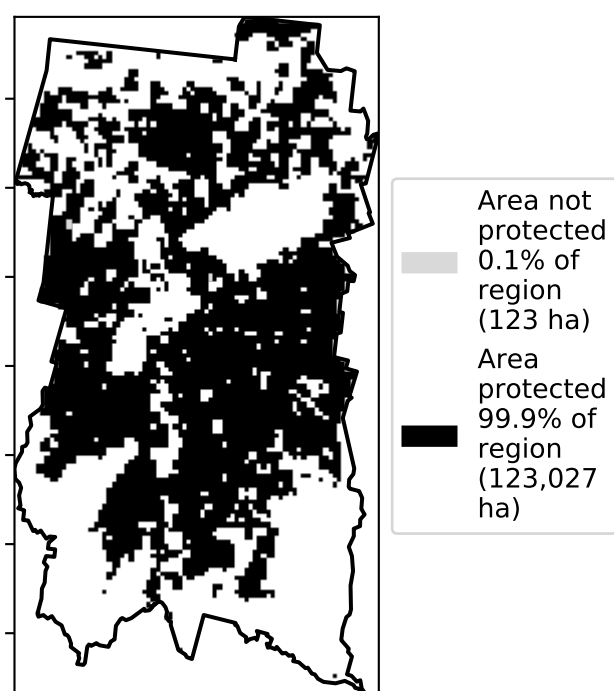 Area not
protected
0.1% of
region
(123 ha)
Area
protected
99.9% of
region
(123,027
ha)